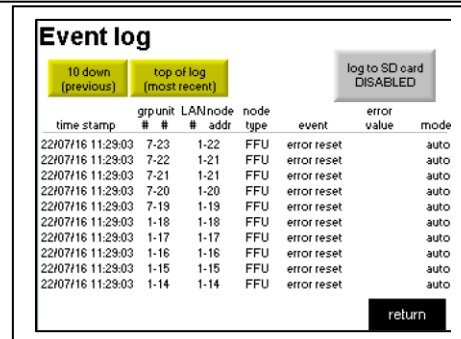 Event log
10 down
(previous)
top of log
(most recent)
log to SD card
DISABLED
grp unit LAN node node error
time stamp # # # addr type event value mode
22/07/16 11:29:03 7-23 1-22 FFU error reset auto
22/07/16 11:29:03 7-22 1-21 FFU error reset auto
22/07/16 11:29:03 7-21 1-21 FFU error reset auto
22/07/16 11:29:03 7-20 1-20 FFU error reset auto
22/07/16 11:29:03 7-19 1-19 FFU error reset auto
22/07/16 11:29:03 1-18 1-18 FFU error reset auto
22/07/16 11:29:03 1-17 1-17 FFU error reset auto
22/07/16 11:29:03 1-16 1-16 FFU error reset auto
22/07/16 11:29:03 1-15 1-15 FFU error reset auto
22/07/16 11:29:03 1-14 1-14 FFU error reset auto
return